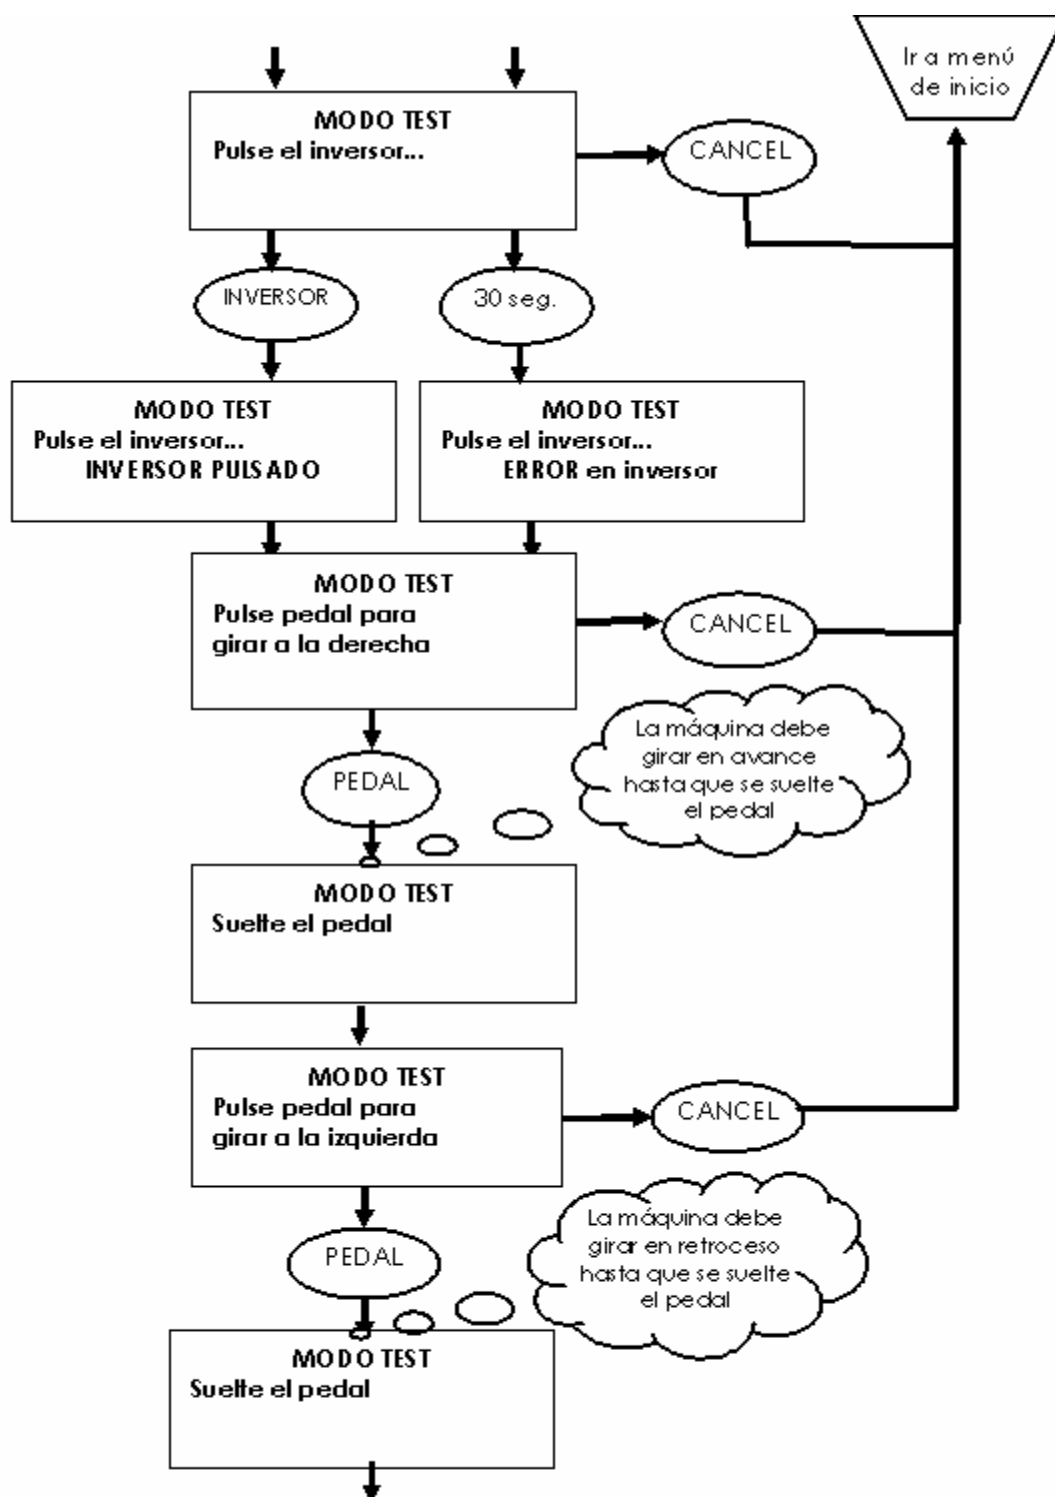 Ir a menú
de inicio
MODO TEST
Pulse el inversor...
CANCEL
INVERSOR
30 seg.
MODO TEST
Pulse el inversor...
INVERSOR PULSADO
MODO TEST
Pulse el inversor...
ERROR en inversor
MODO TEST
Pulse pedal para
girar a la derecha
CANCEL
La máquina debe
girar en avance
hasta que se suelte
el pedal
PEDAL
MODO TEST
Suelte el pedal
MODO TEST
Pulse pedal para
girar a la izquierda
CANCEL
La máquina debe
girar en retroceso
hasta que se suelte
el pedal
PEDAL
MODO TEST
Suelte el pedal